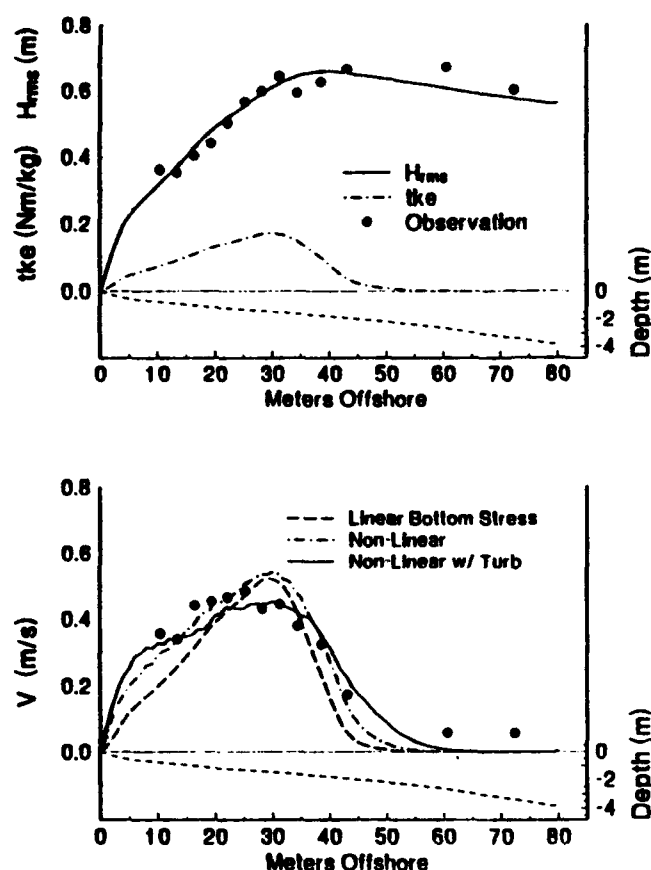 0.8
0.6
0.4
0.2
0.0
tke (Nm/kg) Hrms (m)
Hrms
tke
Observation
0
-2
-4
Depth (m)
0 10 20 30 40 50 60 70 80
Meters Offshore
0.8
0.6
0.4
0.2
0.0
V (m/s)
Linear Bottom Stress
Non-Linear
Non-Linear w/ Turb
0
-2
-4
Depth (m)
0 10 20 30 40 50 60 70 80
Meters Offshore